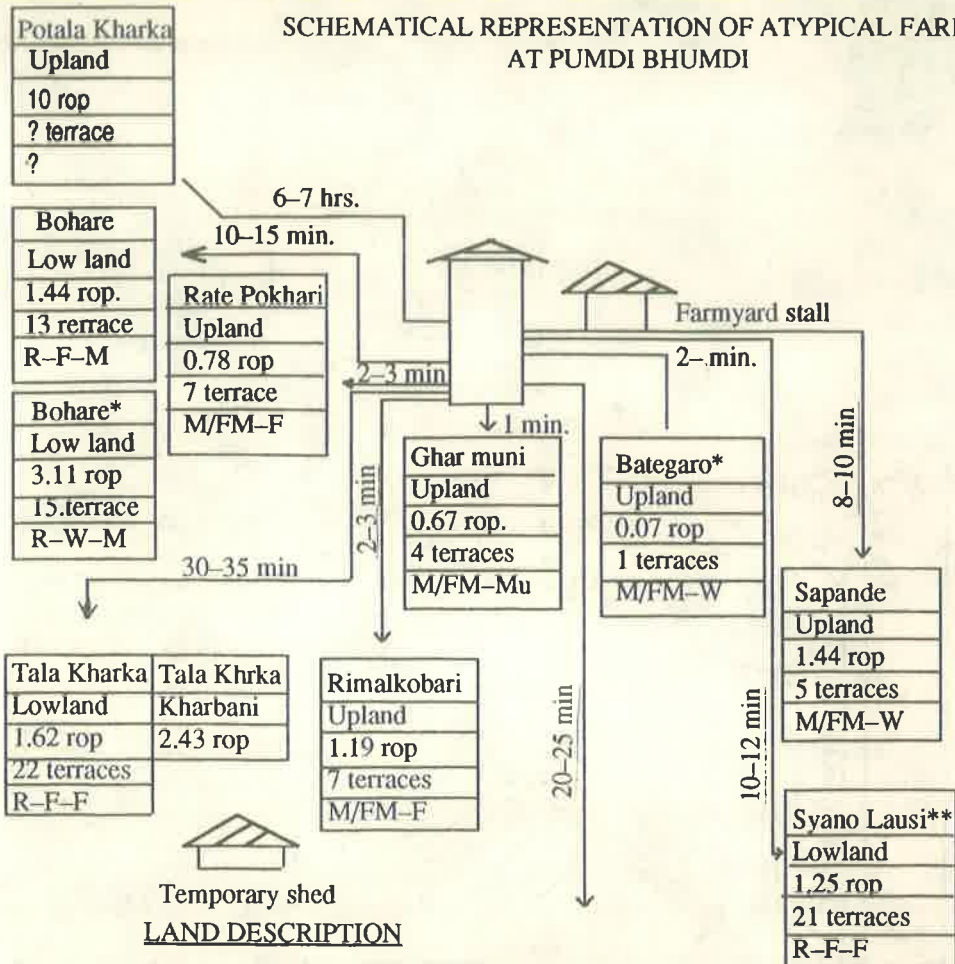 SCHEMATICAL REPRESENTATION OF ATYPICAL FAR
AT PUMDI BHUMDI
Potala Kharka
Upland
10 rop
? terrace
?
6–7 hrs.
10–15 min.
Bohare
Low land
1.44 rop.
13 rerrace
R–F–M
Rate Pokhari
Upland
0.78 rop
7 terrace
M/FM–F
2–3 min
Farmyard stall
2–. min.
Bohare*
Low land
3.11 rop
15.terrace
R–W–M
1 min.
2–3 min
Ghar muni
Upland
0.67 rop.
4 terraces
M/FM–Mu
Bategaro*
Upland
0.07 rop
1 terraces
M/FM–W
8–10 min
30–35 min
Sapande
Upland
1.44 rop
5 terraces
M/FM–W
Tala Kharka
Lowland
1.62 rop
22 terraces
R–F–F
Tala Khrka
Kharbani
2.43 rop
Rimalkobari
Upland
1.19 rop
7 terraces
M/FM–F
20–25 min
10–12 min
Syano Lausi**
Lowland
1.25 rop
21 terraces
R–F–F
Temporary shed
LAND DESCRIPTION